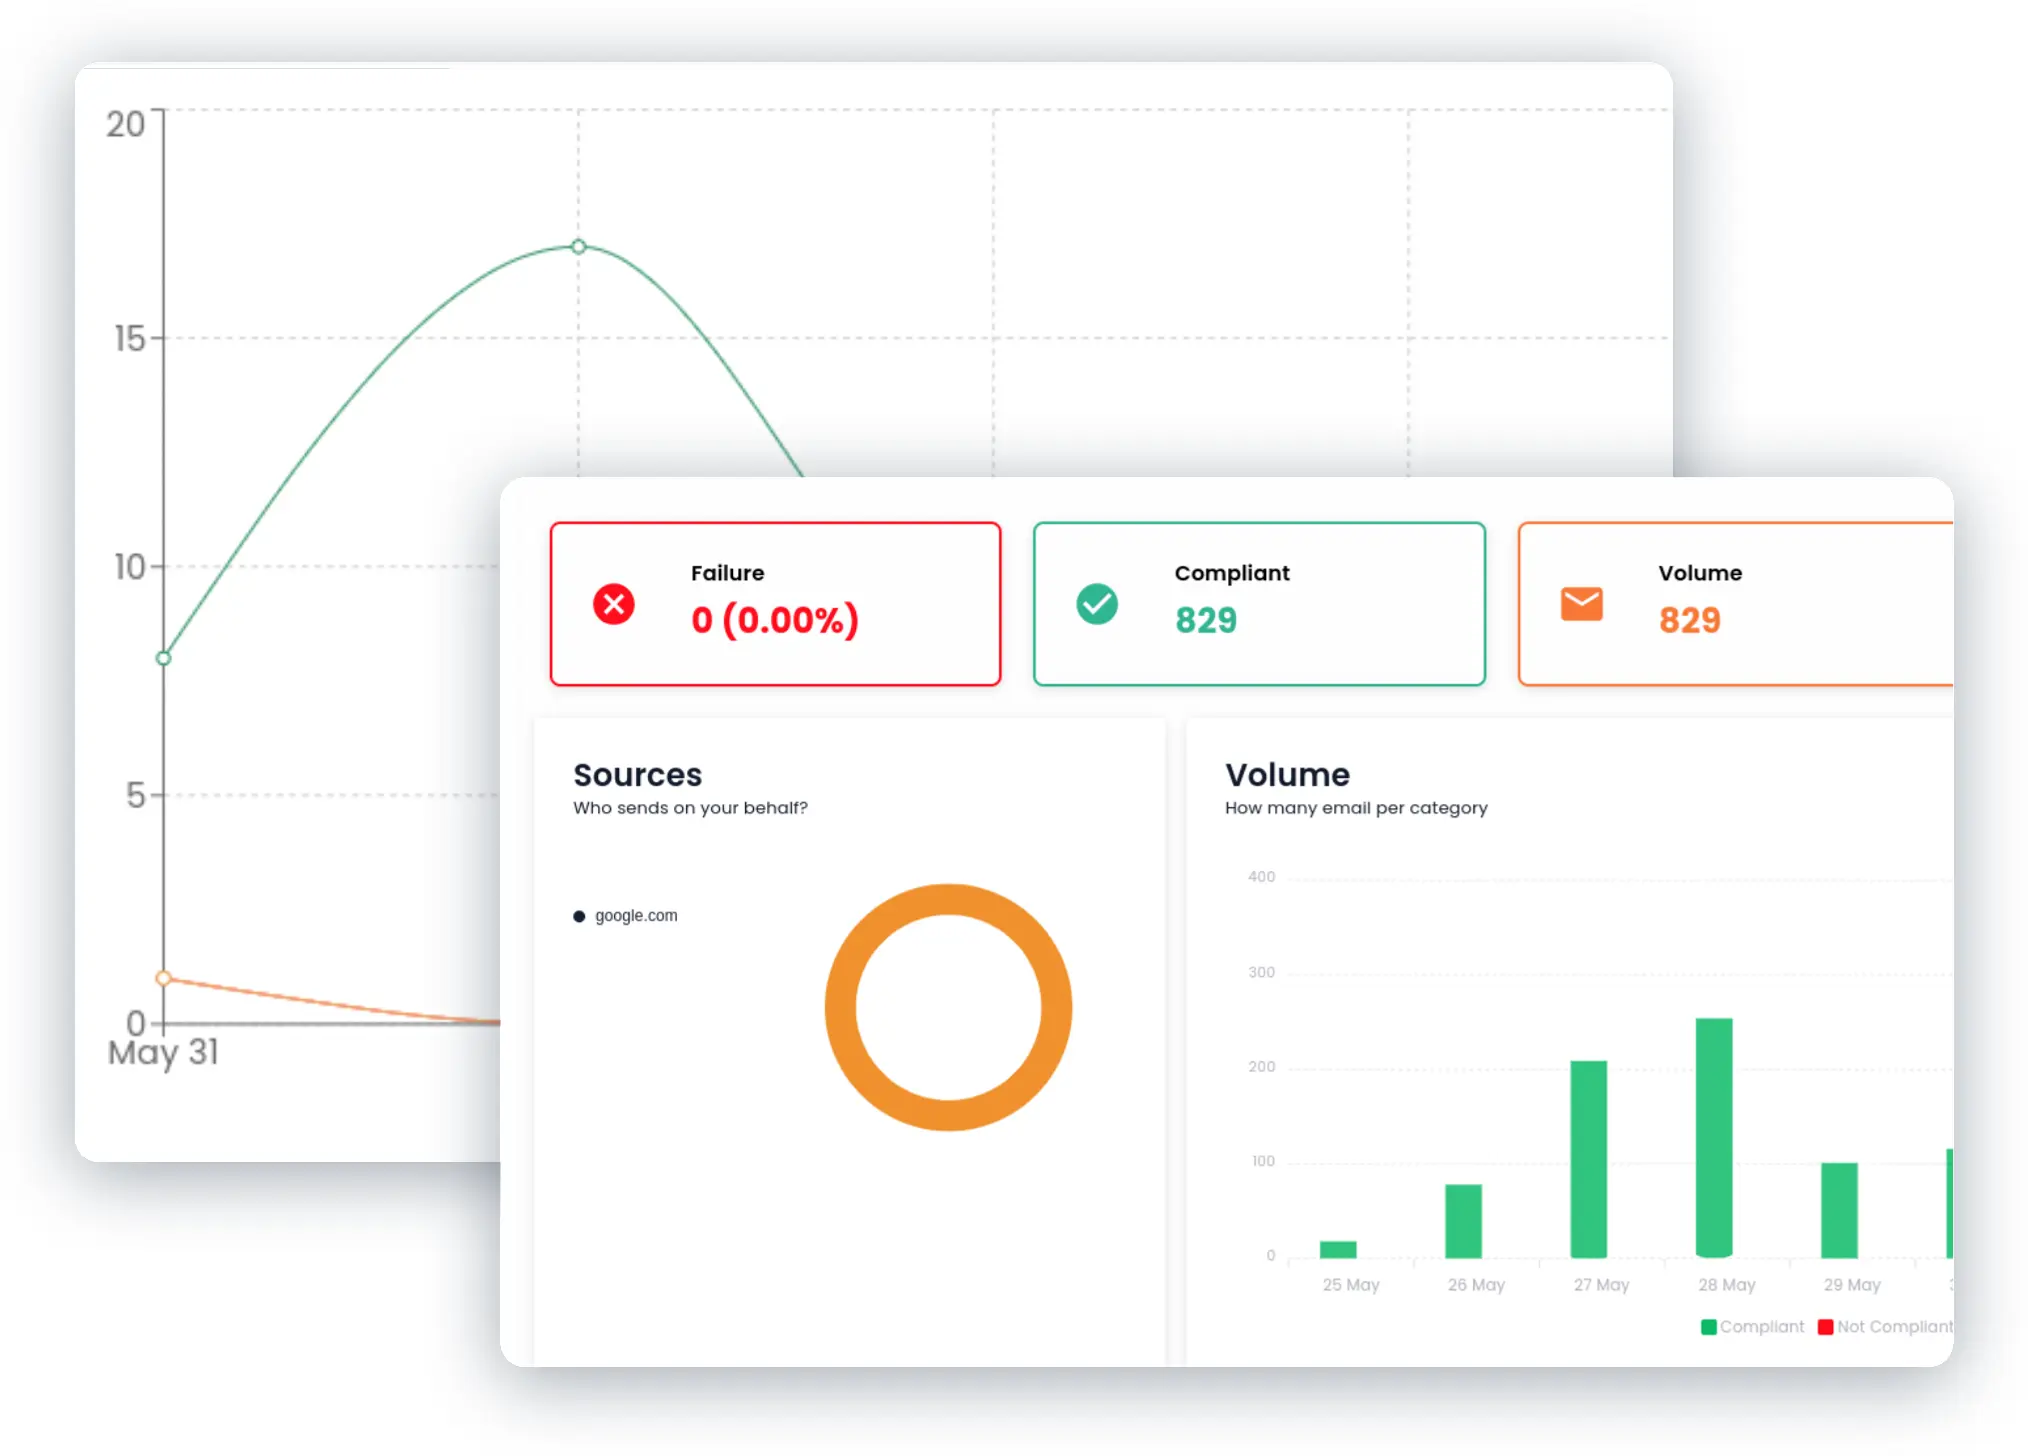 20
15
10
5
0
May 31
Failure
0 (0.00%)
Compliant
829
Volume
829
Sources
Who sends on your behalf?
google.com
Volume
How many email per category
400
300
200
100
0
25 May
26 May
27 May
28 May
29 May
Compliant
Not Compliant